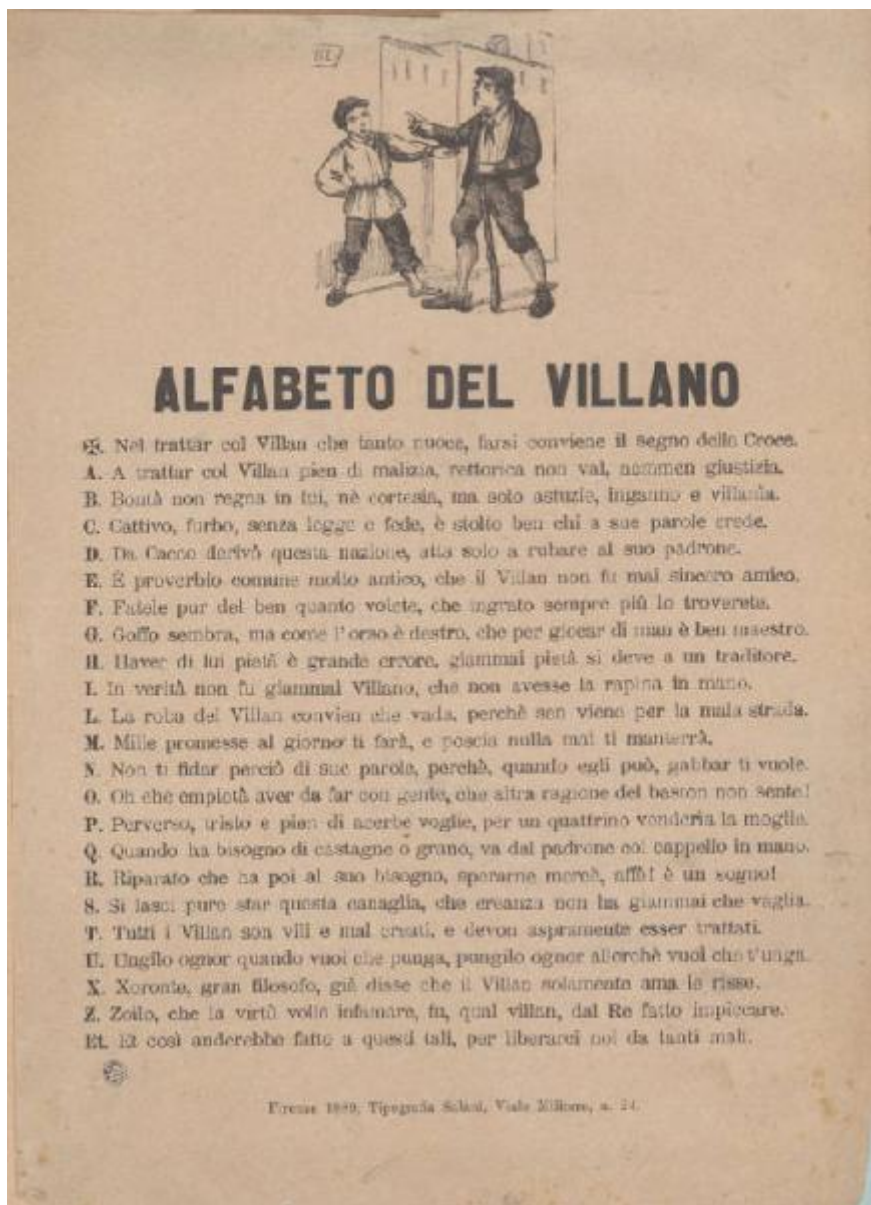 ALFABETO DEL VILLANO
✠. Nel trattar col Villan che tanto nuoce, farsi conviene il segno della Croce.
A. A trattar col Villan pien di malizia, rettorica non val, nemmen giustizia.
B. Bontà non regna in lui, nè cortesia, ma solo astuzie, inganno e villania.
C. Cattivo, furbo, senza legge e fede, è stolto ben chi a sue parole crede.
D. Da Cacco derivò questa nazione, atta solo a rubare al suo padrone.
E. È proverbio comune molto antico, che il Villan non fu mai sincero amico.
F. Fatele pur del ben quanto volete, che ingrato sempre più lo troverete.
G. Goffo sembra, ma come l'orso è destro, che per giocar di man è ben maestro.
H. Haver di lui pietà è grande errore, giammai pietà si deve a un traditore.
I. In verità non fu giammai Villano, che non avesse la rapina in mano.
L. La roba del Villan convien che vada, perchè sen viene per la mala strada.
M. Mille promesse al giorno ti farà, e poscia nulla mai ti manterrà.
N. Non ti fidar perciò di sue parole, perchè, quando egli può, gabbar ti vuole.
O. Oh che empietà aver da far con gente, che altra ragione del baston non sente!
P. Perverso, tristo e pien di acerbe voglie, per un quattrino venderia la moglie.
Q. Quando ha bisogno di castagne o grano, va dal padrone col cappello in mano.
R. Riparato che ha poi al suo bisogno, sperarne mercè, affè! è un sogno!
S. Si lasci pure star questa canaglia, che creanza non ha giammai che vaglia.
T. Tutti i Villan son vili e mal creati, e devon aspramente esser trattati.
U. Ungilo ognor quando vuoi che punga, pungilo ognor allorchè vuoi che t'unga.
X. Xoronte, gran filosofo, già disse che il Villan solamente ama le risse.
Z. Zoilo, che la virtù volle infamare, fu, qual villan, dal Re fatto impiccare.
Et. Et così anderebbe fatto a questi tali, per liberarci noi da tanti mali.
Firenze 1889, Tipografia Salani, Viale Militare, n. 24.